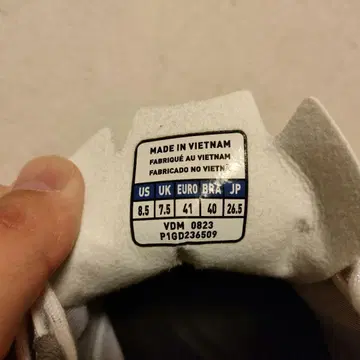 MADE IN VIETNAM
FABRIQUÉ AU VIETNAM
FABRICADO NO VIETNÃ
US UK EURO BRA JP
8.5 7.5 41 40 26.5
VDM 0823
P1GD236509